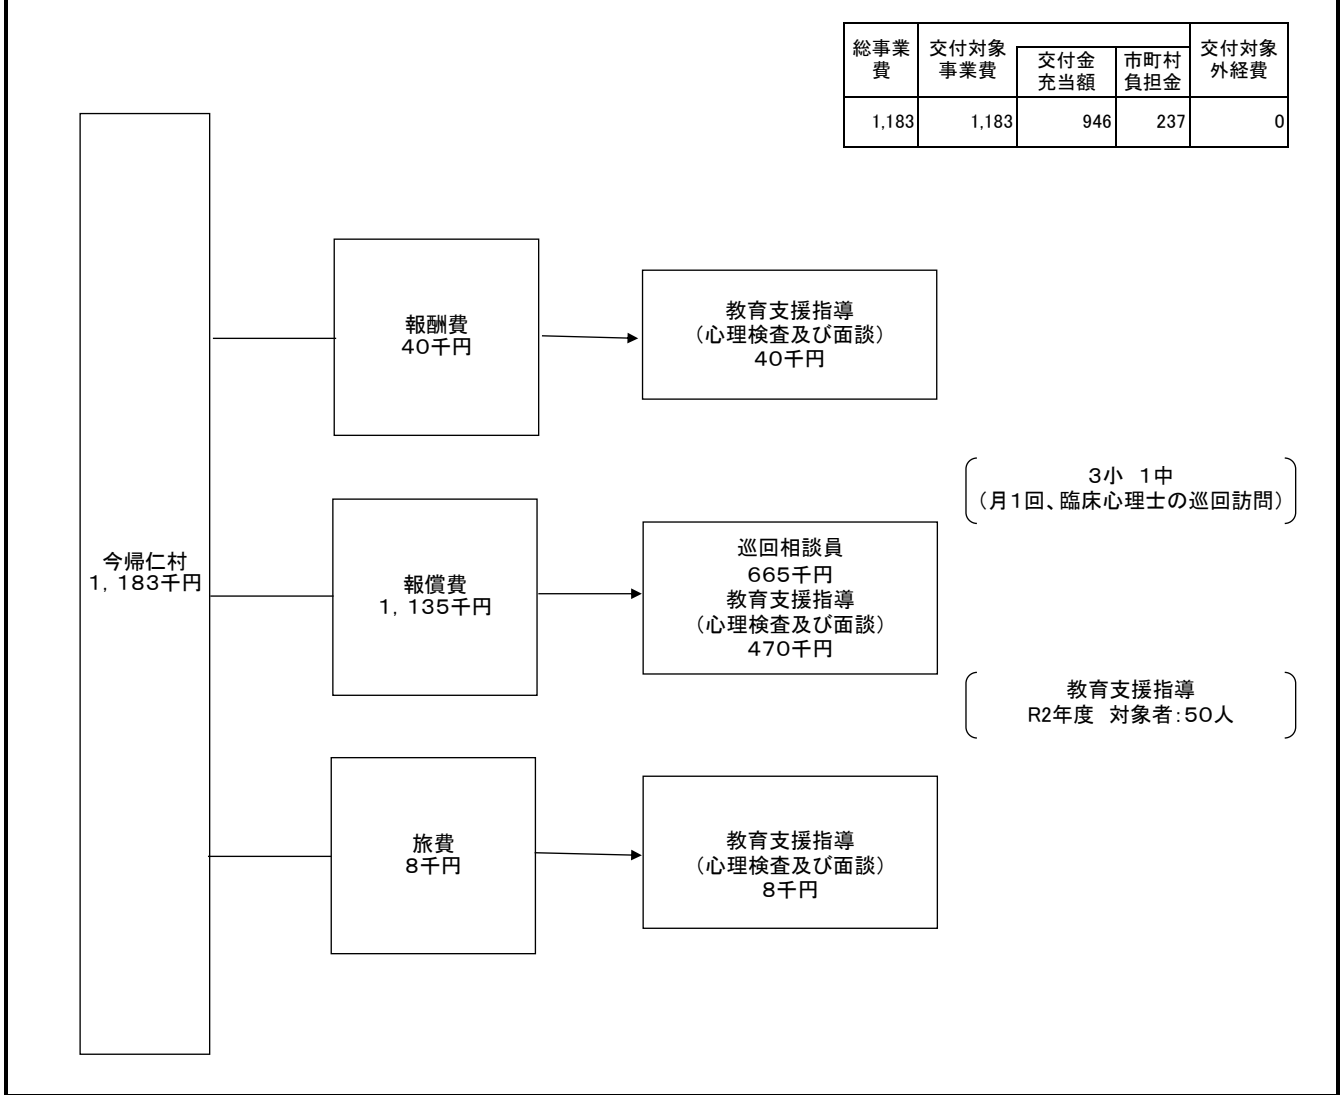 総事業
費
交付対象
事業費
交付金
充当額
市町村
負担金
交付対象
外経費
1,183
1,183
946
237
0
報酬費
40千円
教育支援指導
（心理検査及び面談）
40千円
3小 1中
（月1回、臨床心理士の巡回訪問）
今帰仁村
1，183千円
報償費
1，135千円
巡回相談員
665千円
教育支援指導
（心理検査及び面談）
470千円
教育支援指導
R2年度 対象者：50人
旅費
8千円
教育支援指導
（心理検査及び面談）
8千円